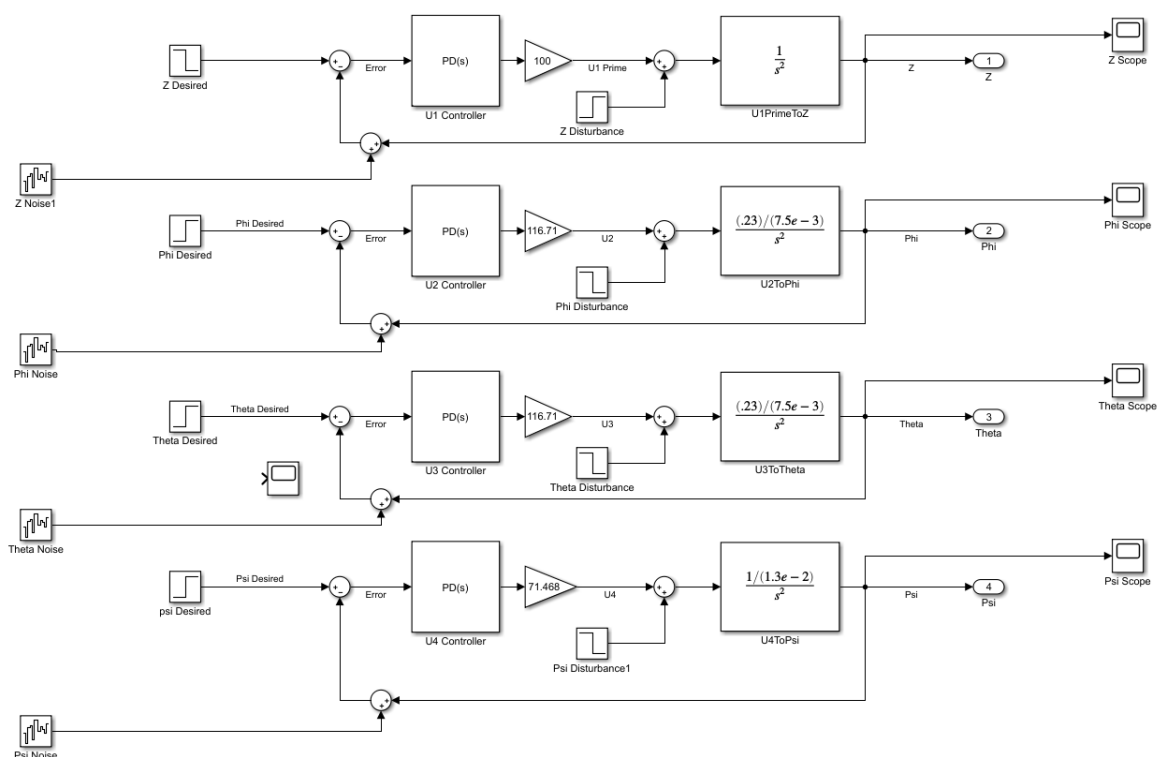 Z Desired
Error
PD(s)
U1 Controller
100
U1 Prime
Z Disturbance
1
s²
U1PrimeToZ
Z
1
Z
Z Scope
Z Noise1
Phi Desired
Phi Desired
Error
PD(s)
U2 Controller
116.71
U2
Phi Disturbance
(.23)/(7.5e − 3)
s²
U2ToPhi
Phi
2
Phi
Phi Scope
Phi Noise
Theta Desired
Theta Desired
Error
PD(s)
U3 Controller
116.71
U3
Theta Disturbance
(.23)/(7.5e − 3)
s²
U3ToTheta
Theta
3
Theta
Theta Scope
Theta Noise
Psi Desired
psi Desired
Error
PD(s)
U4 Controller
71.468
U4
Psi Disturbance1
1/(1.3e − 2)
s²
U4ToPsi
Psi
4
Psi
Psi Scope
Psi Noise